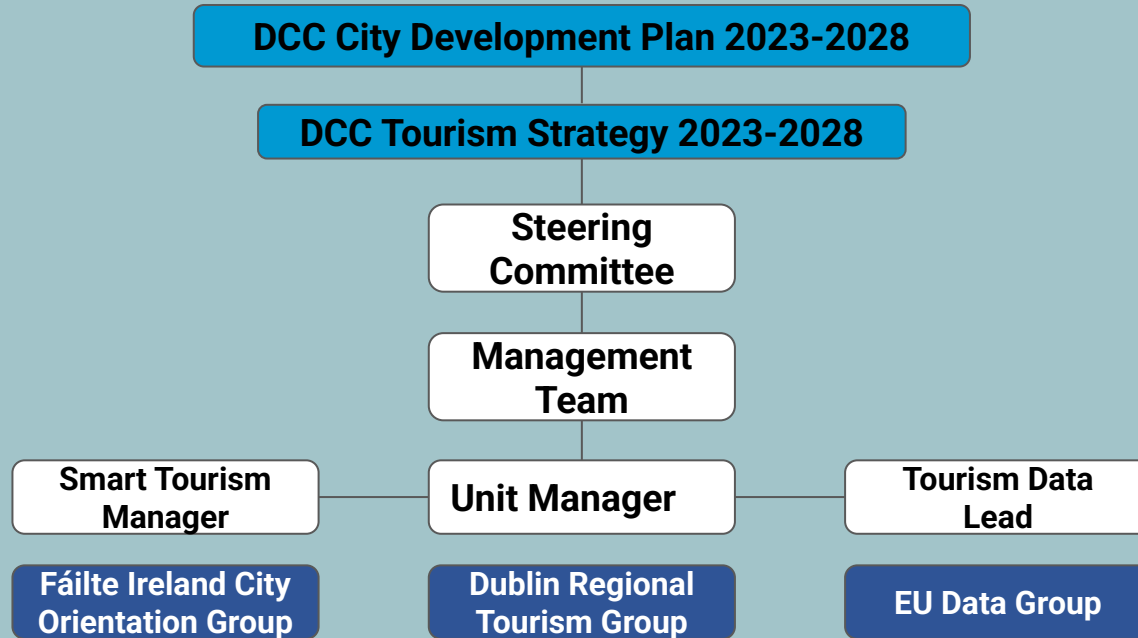 DCC City Development Plan 2023-2028
DCC Tourism Strategy 2023-2028
Steering
Committee
Management
Team
Smart Tourism
Manager
Unit Manager
Tourism Data
Lead
Fáilte Ireland City
Orientation Group
Dublin Regional
Tourism Group
EU Data Group